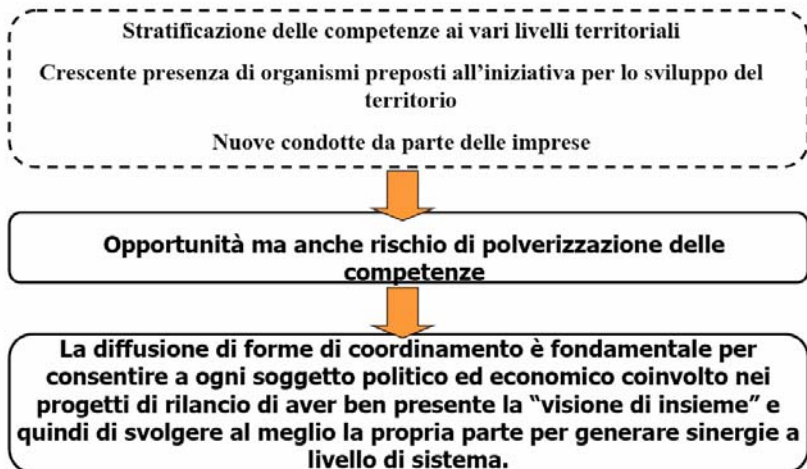 Stratificazione delle competenze ai vari livelli territoriali
Crescente presenza di organismi preposti all'iniziativa per lo sviluppo del
territorio
Nuove condotte da parte delle imprese
Opportunità ma anche rischio di polverizzazione delle
competenze
La diffusione di forme di coordinamento è fondamentale per
consentire a ogni soggetto politico ed economico coinvolto nei
progetti di rilancio di aver ben presente la “visione di insieme” e
quindi di svolgere al meglio la propria parte per generare sinergie a
livello di sistema.